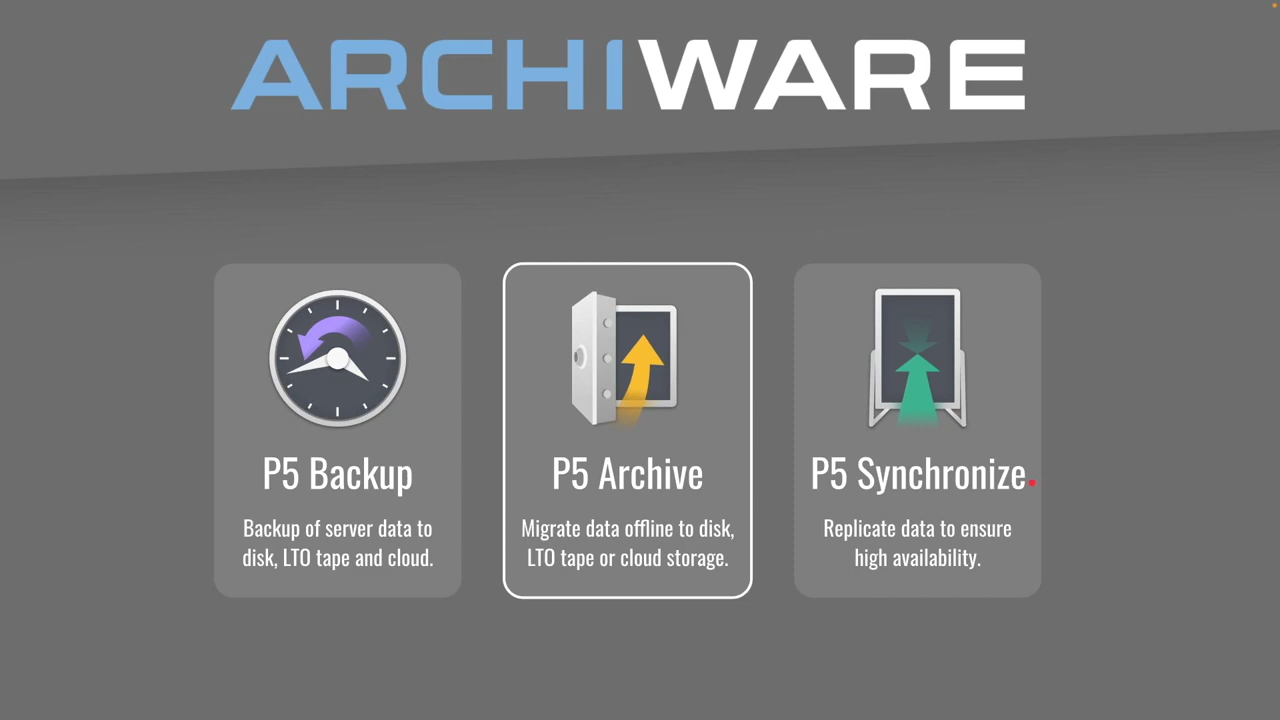 ARCHIWARE
P5 Backup
Backup of server data to
disk, LTO tape and cloud.
P5 Archive
Migrate data offline to disk,
LTO tape or cloud storage.
P5 Synchronize
Replicate data to ensure
high availability.